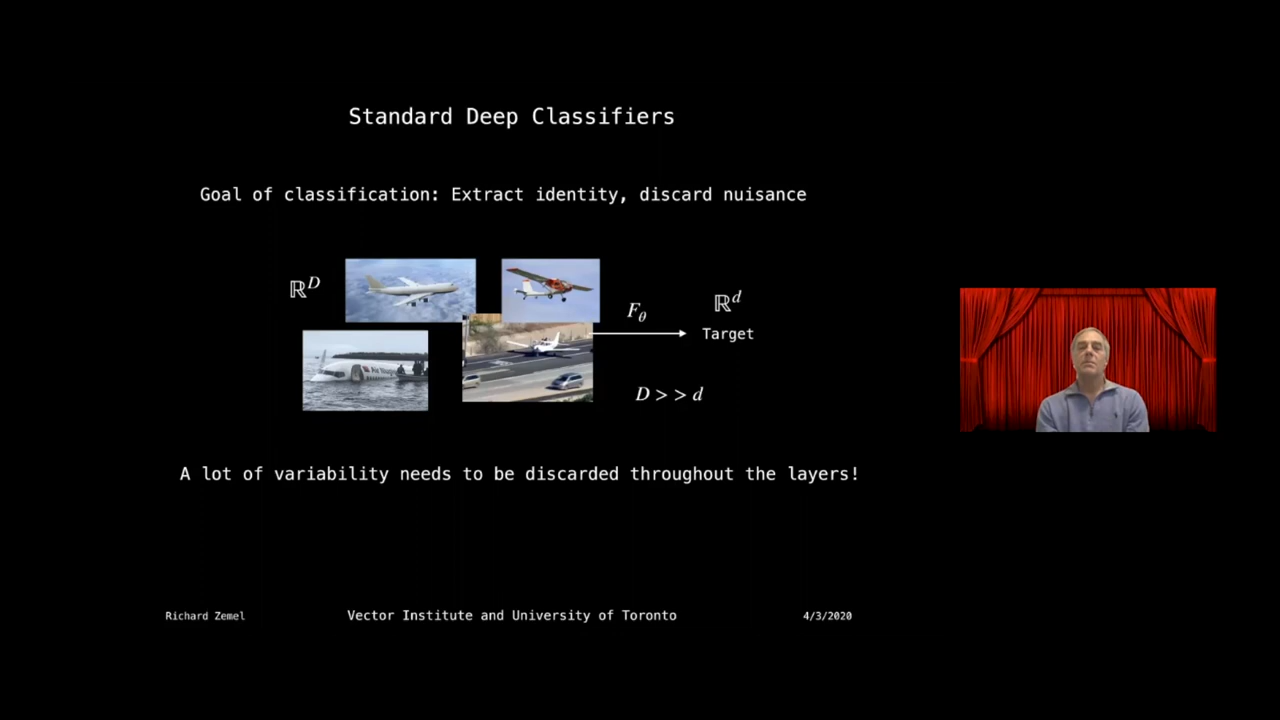 Standard Deep Classifiers
Goal of classification: Extract identity, discard nuisance
ℝ^D
F_θ
ℝ^d
Target
D >> d
A lot of variability needs to be discarded throughout the layers!
Richard Zemel
Vector Institute and University of Toronto
4/3/2020